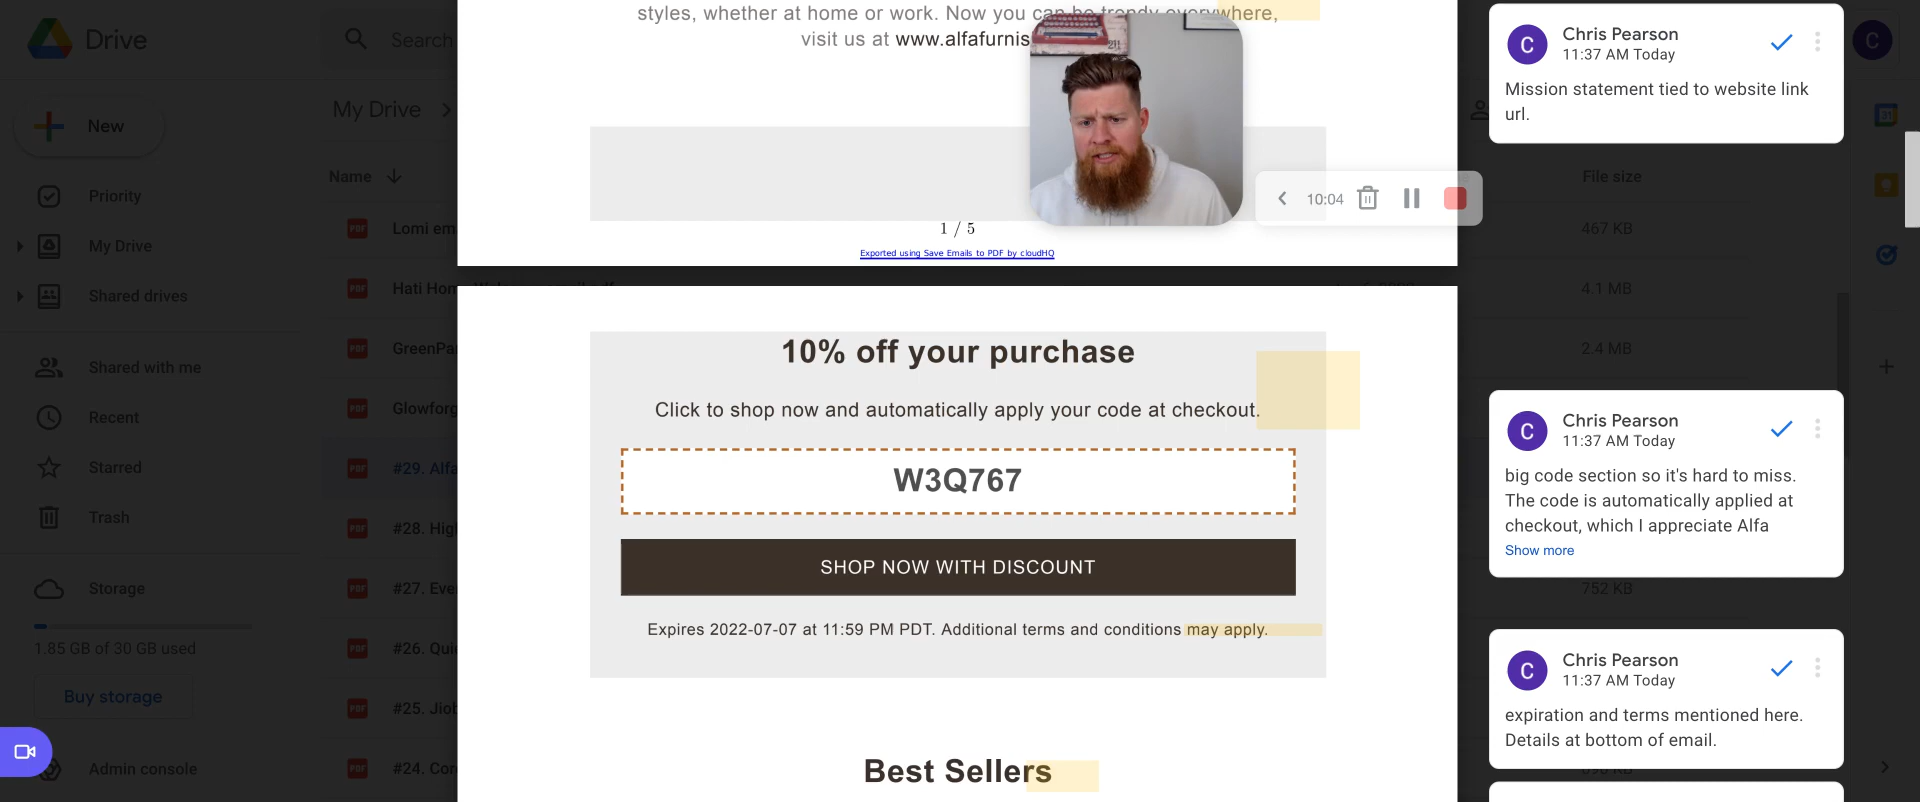 Drive
Search
New
My Drive
Name
File size
Priority
My Drive
Shared drives
Shared with me
Recent
Starred
Trash
Storage
1.85 GB of 30 GB used
Buy storage
Admin console
Lomi em
Hati Hom
GreenPa
Glowforg
#29. Alfa
#28. Hig
#27. Eve
#26. Qui
#25. Jiob
#24. Cor
467 KB
4.1 MB
2.4 MB
752 KB
styles, whether at home or work. Now you can be trendy everywhere,
visit us at www.alfafurnis
10:04
1 / 5
Exported using Save Emails to PDF by cloudHQ
10% off your purchase
Click to shop now and automatically apply your code at checkout.
W3Q767
SHOP NOW WITH DISCOUNT
Expires 2022-07-07 at 11:59 PM PDT. Additional terms and conditions may apply.
Best Sellers
C
Chris Pearson
11:37 AM Today
Mission statement tied to website link
url.
C
C
Chris Pearson
11:37 AM Today
big code section so it's hard to miss.
The code is automatically applied at
checkout, which I appreciate Alfa
Show more
C
Chris Pearson
11:37 AM Today
expiration and terms mentioned here.
Details at bottom of email.